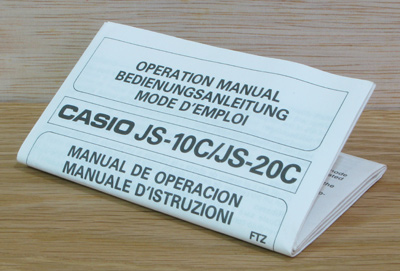 OPERATION MANUAL
BEDIENUNGSANLEITUNG
MODE D'EMPLOI
CASIO JS-10C/JS-20C
MANUAL DE OPERACION
MANUALE D'ISTRUZIONI
FTZ